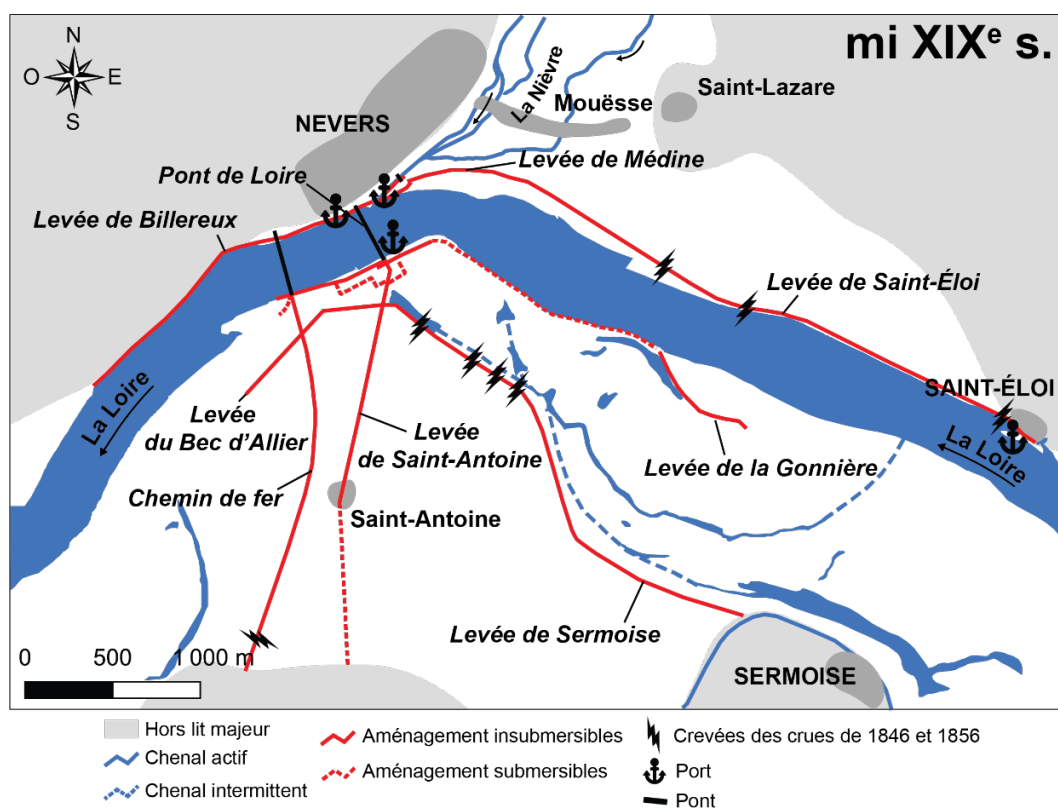 mi XIXe s.
N
O E
S
La Nièvre
Mouësse
Saint-Lazare
NEVERS
Levée de Médine
Pont de Loire
Levée de Billereux
Levée de Saint-Éloi
La Loire
Levée
du Bec d'Allier
Levée
de Saint-Antoine
Chemin de fer
SAINT-ÉLOI
La Loire
Levée de la Gonnière
Saint-Antoine
Levée de Sermoise
SERMOISE
0 500 1 000 m
Hors lit majeur
Chenal actif
Chenal intermittent
Aménagement insubmersibles
Aménagement submersibles
Crevées des crues de 1846 et 1856
Port
Pont